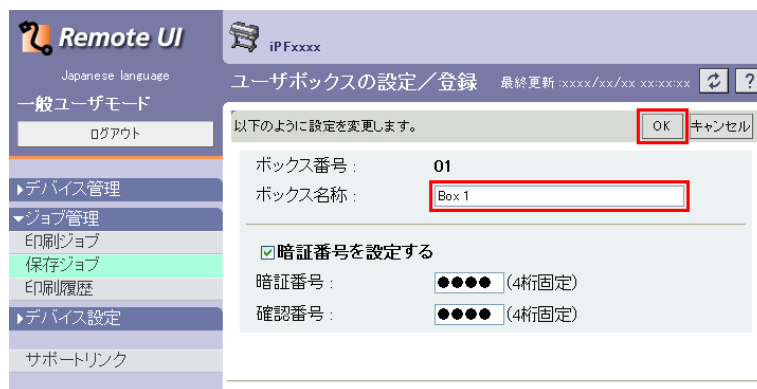 Remote UI
Japanese language
一般ユーザモード
ログアウト
▶デバイス管理
▼ジョブ管理
印刷ジョブ
保存ジョブ
印刷履歴
▶デバイス設定
サポートリンク
iPFxxxx
ユーザボックスの設定／登録 最終更新:xxxx/xx/xx xx:xx:xx ?
以下のように設定を変更します。 OK キャンセル
ボックス番号: 01
ボックス名称: Box 1
暗証番号を設定する
暗証番号: ●●●● (4桁固定)
確認番号: ●●●● (4桁固定)